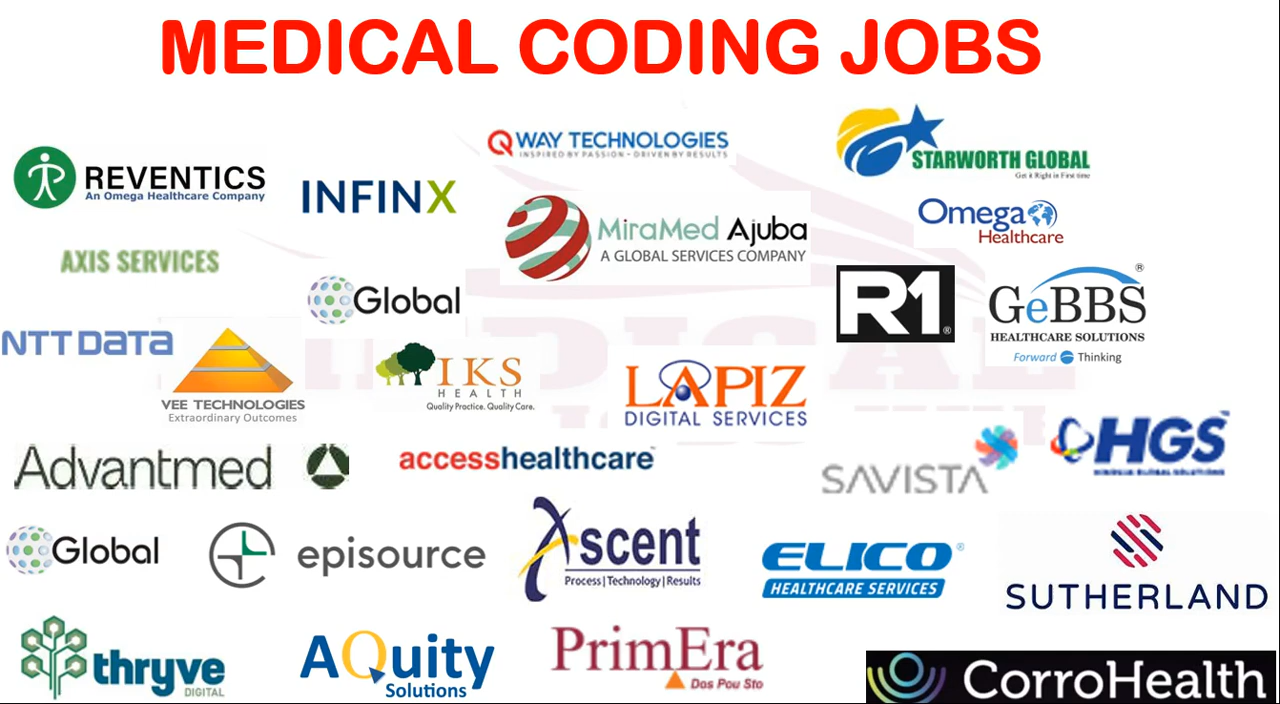 MEDICAL CODING JOBS
REVENTICS
An Omega Healthcare Company
INFINX
QWAY TECHNOLOGIES
INSPIRED BY PASSION - DRIVEN BY RESULTS
STARWORTH GLOBAL
Get it Right in First time
MiraMed Ajuba
A GLOBAL SERVICES COMPANY
Omega
Healthcare
AXIS SERVICES
Global
R1®
GeBBS®
HEALTHCARE SOLUTIONS
Forward Thinking
NTT DATA
VEE TECHNOLOGIES
Extraordinary Outcomes
IKS
HEALTH
Quality Practice. Quality Care.
LAPIZ
DIGITAL SERVICES
Advantmed
accesshealthcare
SAVISTA
HGS
HINDUJA GLOBAL SOLUTIONS
Global
episource
Ascent
Process|Technology|Results
ELICO®
HEALTHCARE SERVICES
SUTHERLAND
thryve
DIGITAL
AQuity
Solutions
PrimEra
Dos Pou Sto
CorroHealth